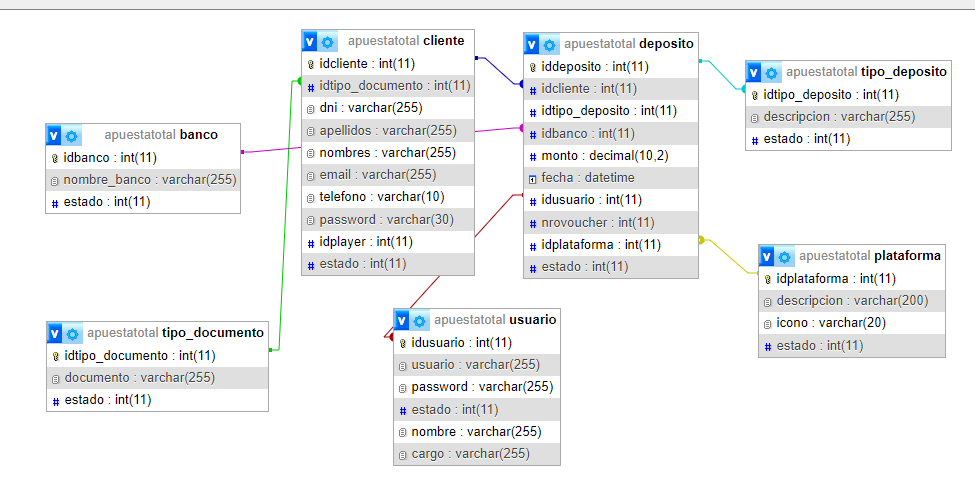 apuestatotal cliente
idcliente : int(11)
idtipo_documento : int(11)
dni : varchar(255)
apellidos : varchar(255)
nombres : varchar(255)
email : varchar(255)
telefono : varchar(10)
password : varchar(30)
idplayer : int(11)
estado : int(11)
apuestatotal deposito
iddeposito : int(11)
idcliente : int(11)
idtipo_deposito : int(11)
idbanco : int(11)
monto : decimal(10,2)
fecha : datetime
idusuario : int(11)
nrovoucher : int(11)
idplataforma : int(11)
estado : int(11)
apuestatotal tipo_deposito
idtipo_deposito : int(11)
descripcion : varchar(255)
estado : int(11)
apuestatotal banco
idbanco : int(11)
nombre_banco : varchar(255)
estado : int(11)
apuestatotal plataforma
idplataforma : int(11)
descripcion : varchar(200)
icono : varchar(20)
estado : int(11)
apuestatotal tipo_documento
idtipo_documento : int(11)
documento : varchar(255)
estado : int(11)
apuestatotal usuario
idusuario : int(11)
usuario : varchar(255)
password : varchar(255)
estado : int(11)
nombre : varchar(255)
cargo : varchar(255)